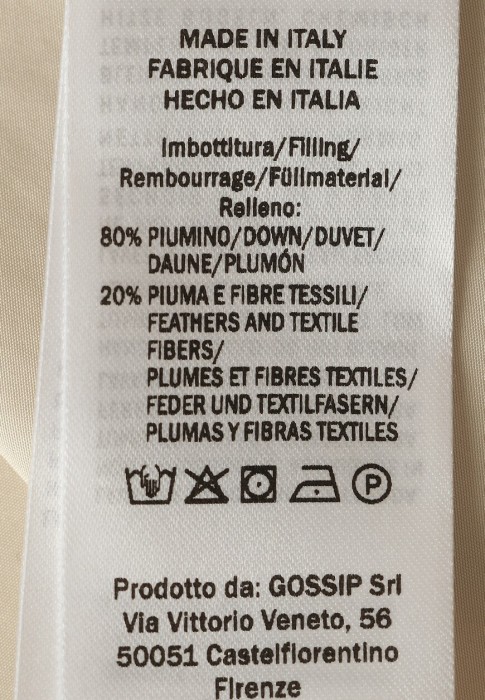 MADE IN ITALY
FABRIQUE EN ITALIE
HECHO EN ITALIA
Imbottitura/Filling/
Rembourrage/Füllmaterial/
Relleno:
80% PIUMINO/DOWN/DUVET/
DAUNE/PLUMÓN
20% PIUMA E FIBRE TESSILI/
FEATHERS AND TEXTILE
FIBERS/
PLUMES ET FIBRES TEXTILES/
FEDER UND TEXTILFASERN/
PLUMAS Y FIBRAS TEXTILES
P
Prodotto da: GOSSIP Srl
Via Vittorio Veneto, 56
50051 Castelfiorentino
Firenze